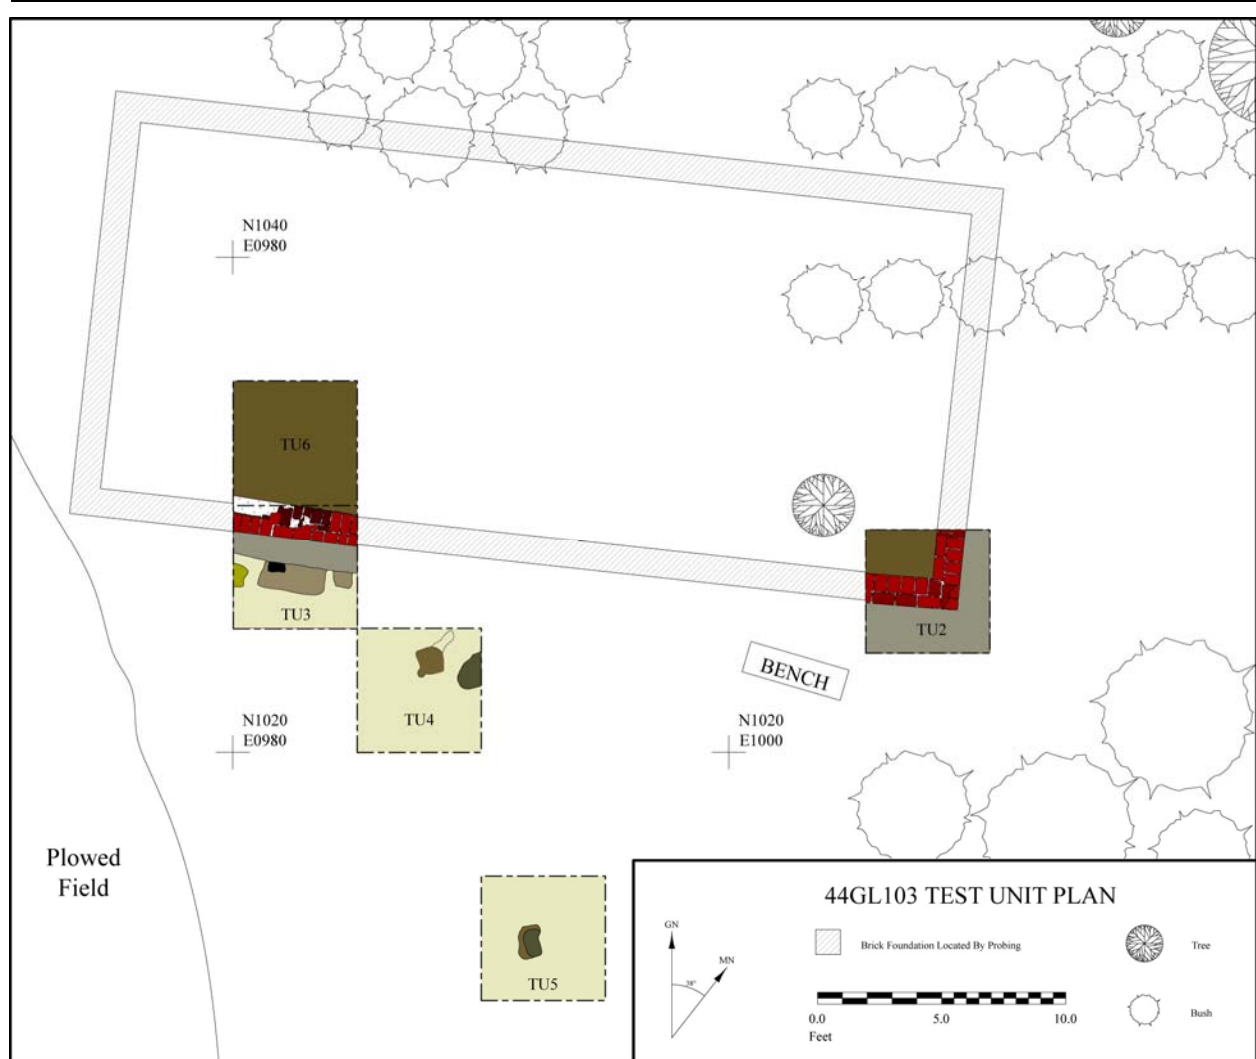 N1040
E0980
TU6
TU3
TU2
BENCH
TU4
N1020
E0980
N1020
E1000
Plowed
Field
TU5
44GL103 TEST UNIT PLAN
GN
MN
38°
Brick Foundation Located By Probing
Tree
0.0
5.0
10.0
Feet
Bush